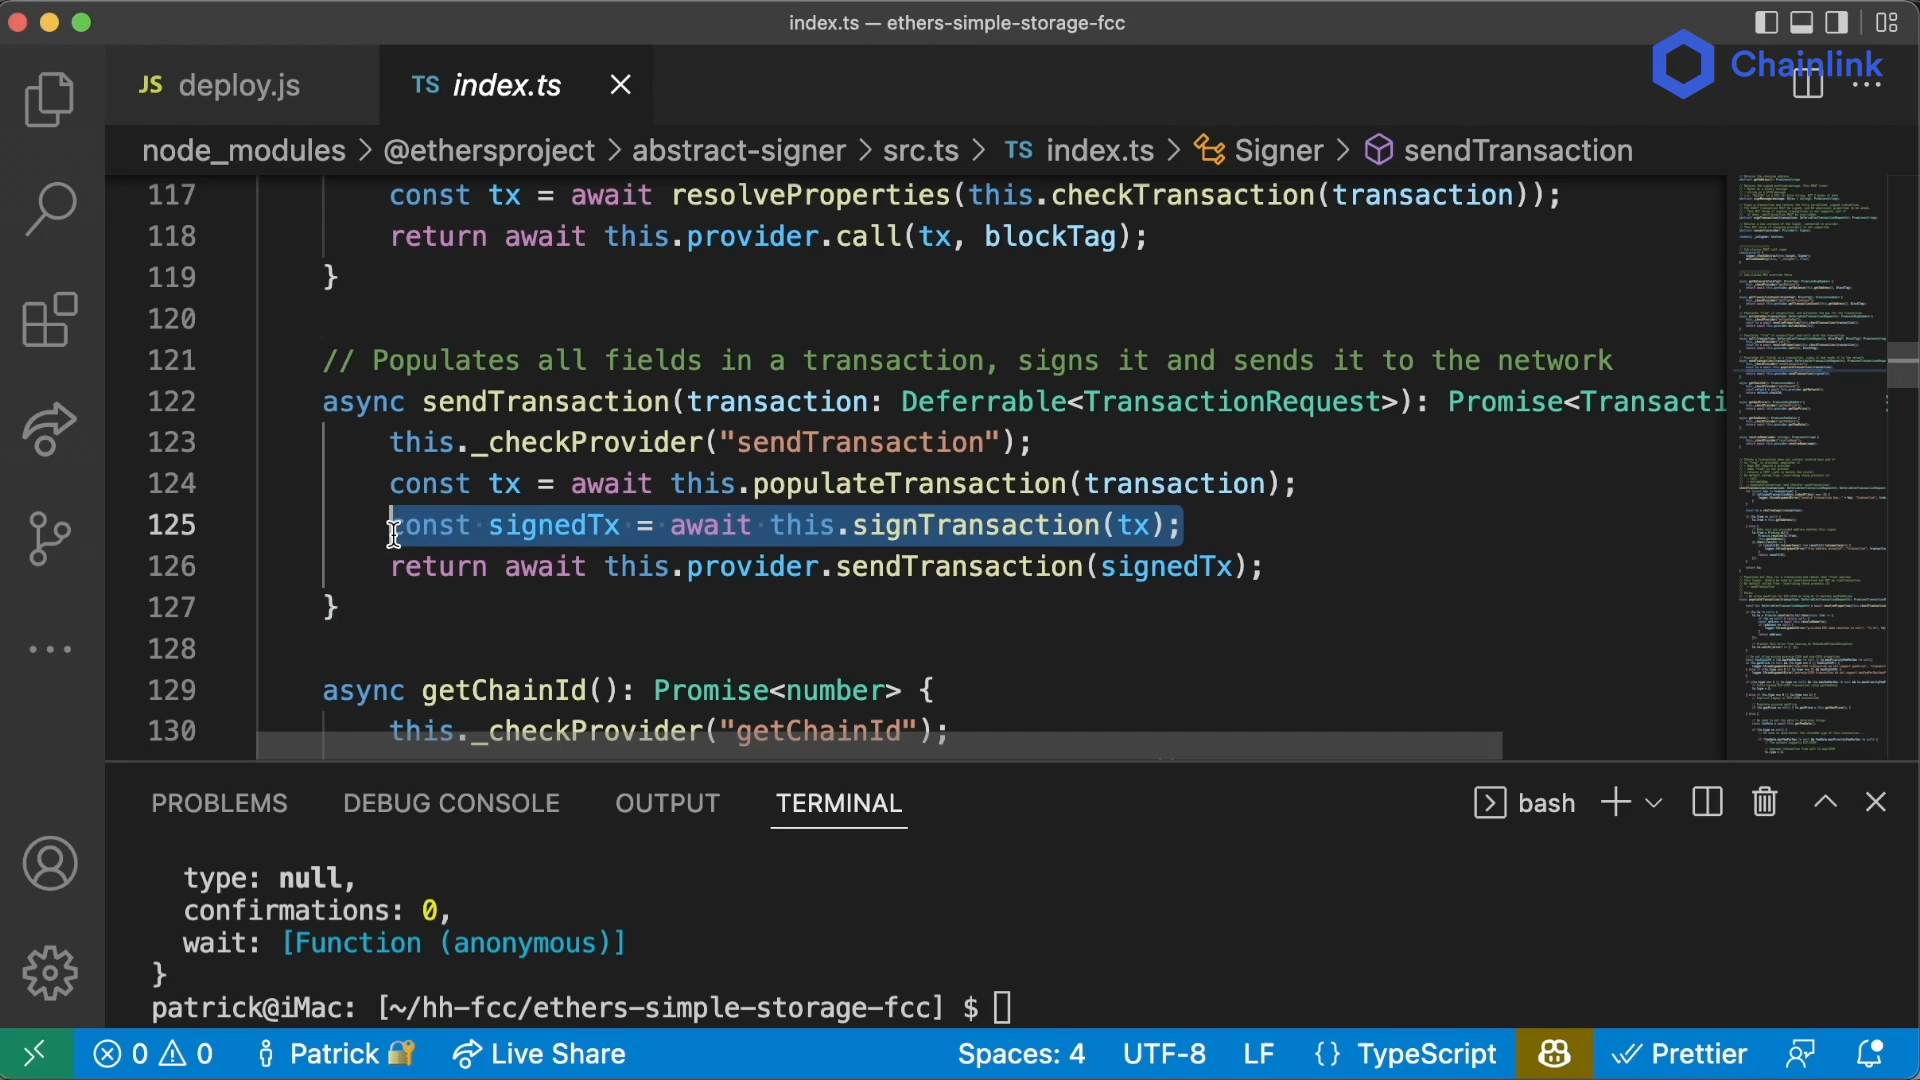 index.ts — ethers-simple-storage-fcc
Chainlink
JS deploy.js
TS index.ts
node_modules > @ethersproject > abstract-signer > src.ts > TS index.ts > Signer > sendTransaction
117 const tx = await resolveProperties(this.checkTransaction(transaction));
118 return await this.provider.call(tx, blockTag);
119 }
120
121 // Populates all fields in a transaction, signs it and sends it to the network
122 async sendTransaction(transaction: Deferrable<TransactionRequest>): Promise<Transacti
123 this._checkProvider("sendTransaction");
124 const tx = await this.populateTransaction(transaction);
125 const signedTx = await this.signTransaction(tx);
126 return await this.provider.sendTransaction(signedTx);
127 }
128
129 async getChainId(): Promise<number> {
130 this._checkProvider("getChainId");
PROBLEMS DEBUG CONSOLE OUTPUT TERMINAL bash
type: null,
confirmations: 0,
wait: [Function (anonymous)]
}
patrick@iMac: [~/hh-fcc/ethers-simple-storage-fcc] $
0 0 Patrick Live Share Spaces: 4 UTF-8 LF {} TypeScript Prettier